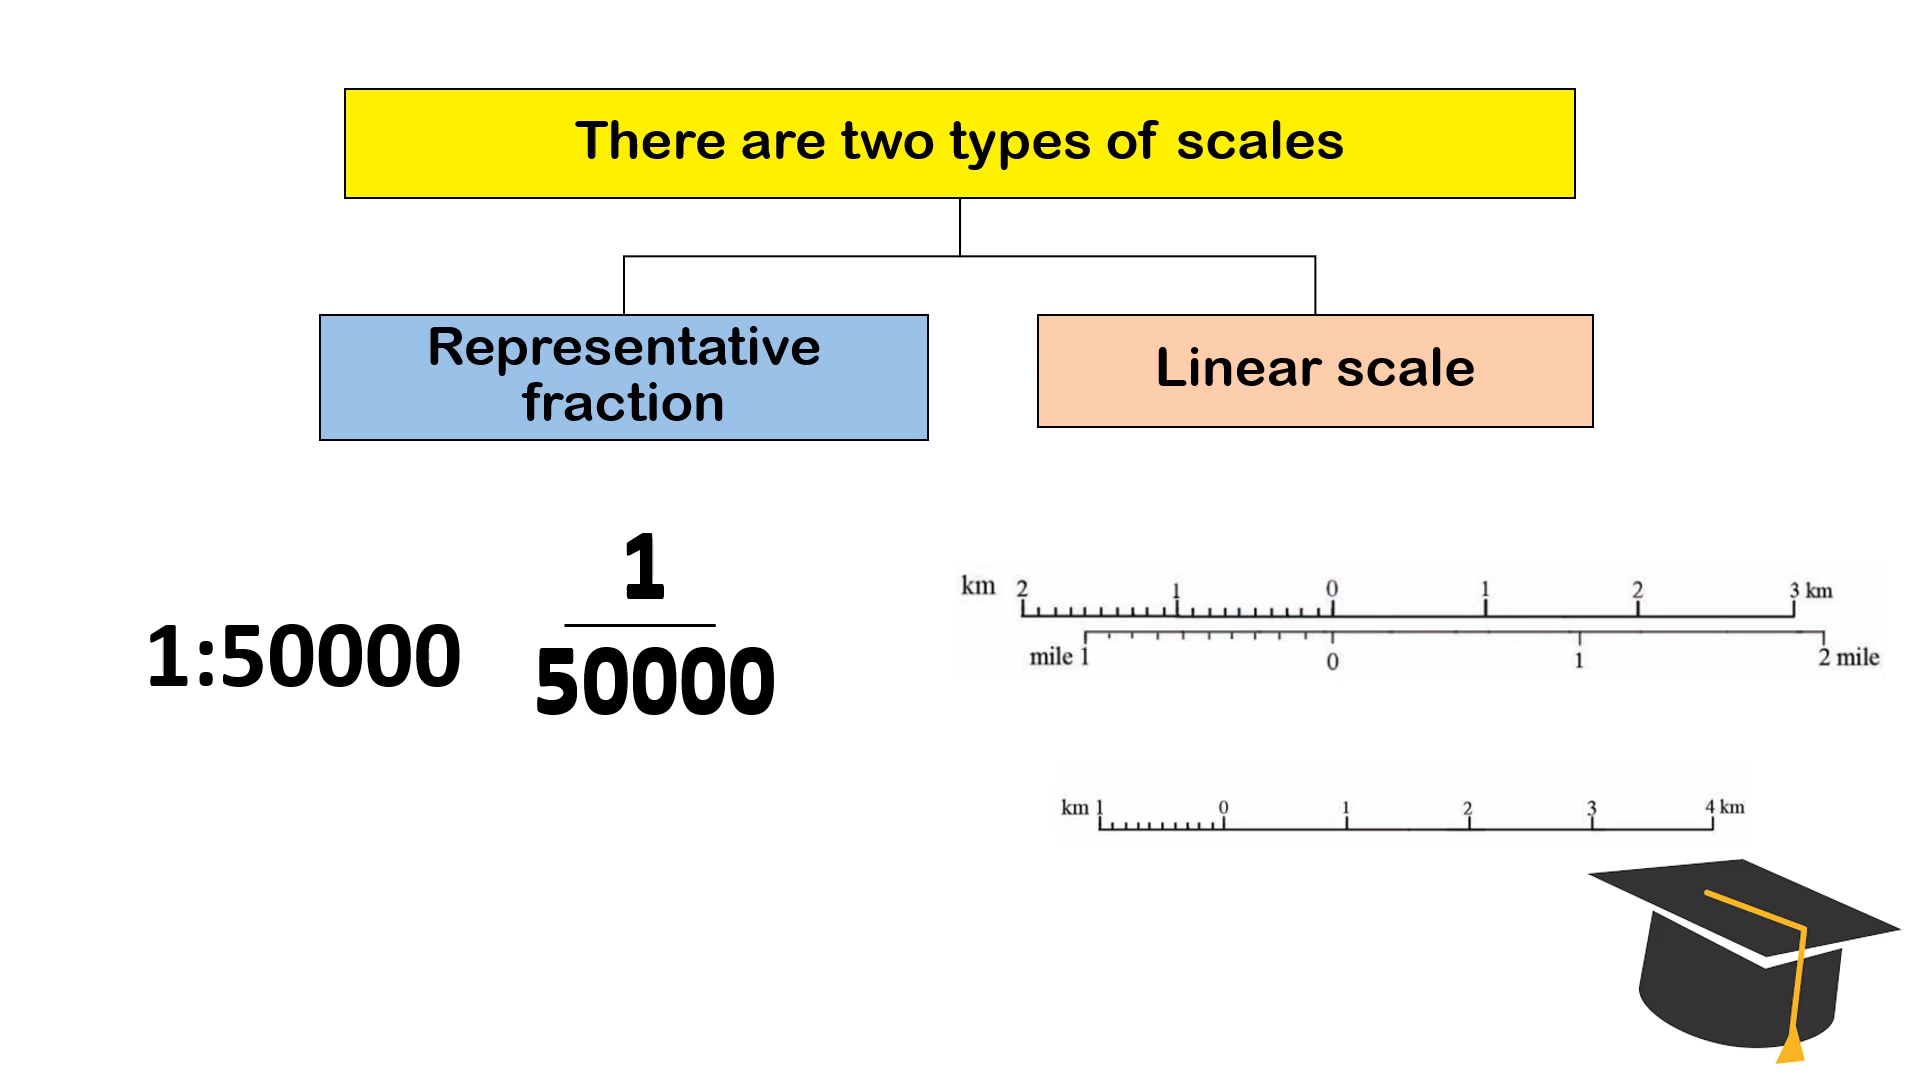 There are two types of scales
Representative
fraction
Linear scale
1:50000
1
50000
km 2 1 0 1 2 3 km
mile 1 0 1 2 mile
km 1 0 1 2 3 4 km